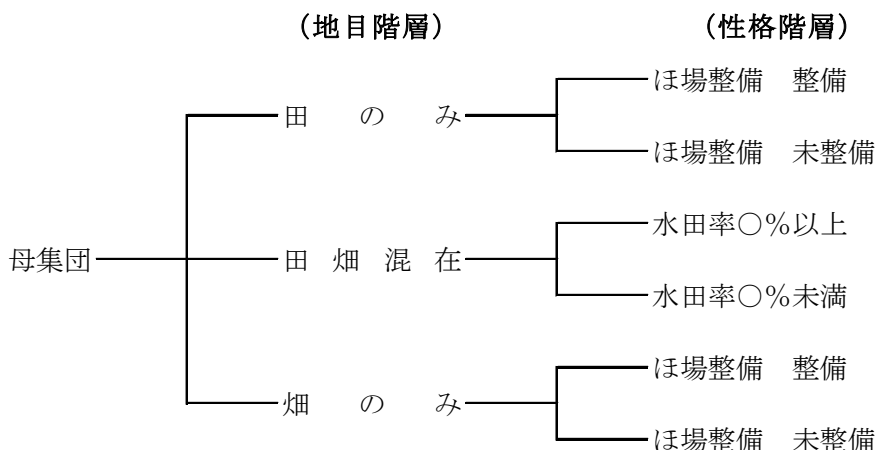 （地目階層） （性格階層）
ほ場整備　整備
田　の　み
ほ場整備　未整備
水田率○％以上
母集団
田　畑　混　在
水田率○％未満
ほ場整備　整備
畑　の　み
ほ場整備　未整備